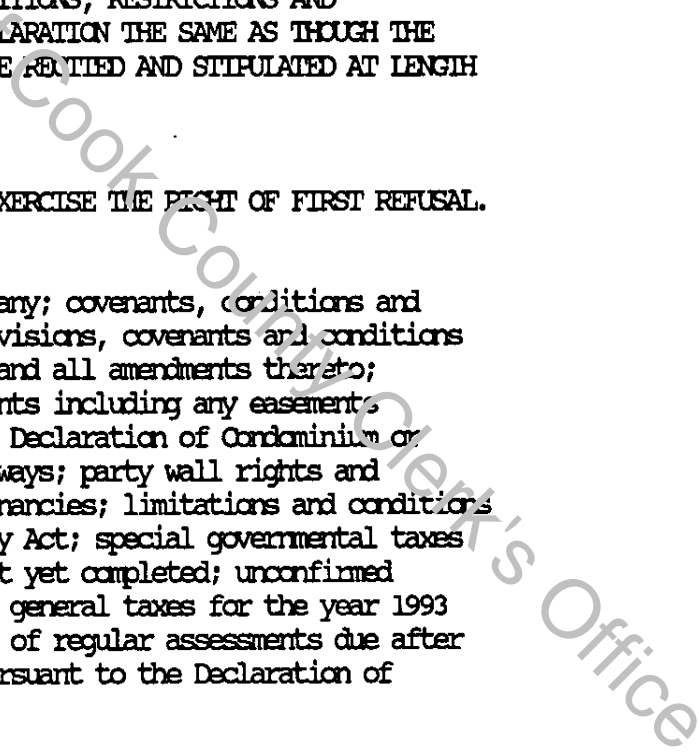 ITIONS, RESTRICTIONS AND
LARATION THE SAME AS THOUGH THE
E RECITED AND STIPULATED AT LENGTH
XERCISE THE RIGHT OF FIRST REFUSAL.
any; covenants, conditions and
visions, covenants and conditions
and all amendments thereto;
nts including any easements
Declaration of Condominium or
ways; party wall rights and
nancies; limitations and conditions
y Act; special governmental taxes
t yet completed; unconfirmed
general taxes for the year 1993
of regular assessments due after
rsuant to the Declaration of
f Cook County Clerk's Office